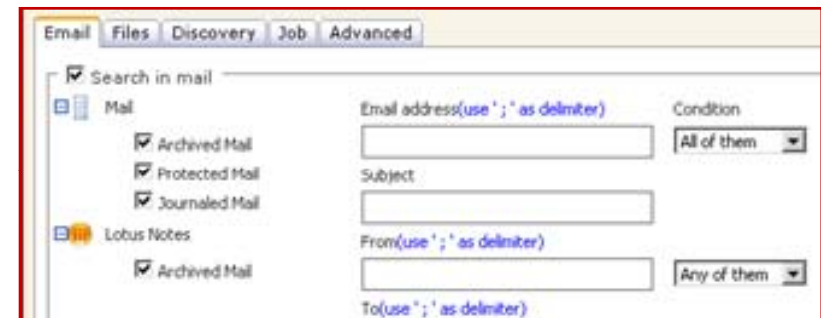 Email Files Discovery Job Advanced
Search in mail
Mail
Archived Mail
Protected Mail
Journaled Mail
Lotus Notes
Archived Mail
Email address(use ' ; ' as delimiter)
Condition
All of them
Subject
From(use ' ; ' as delimiter)
Any of them
To(use ' ; ' as delimiter)